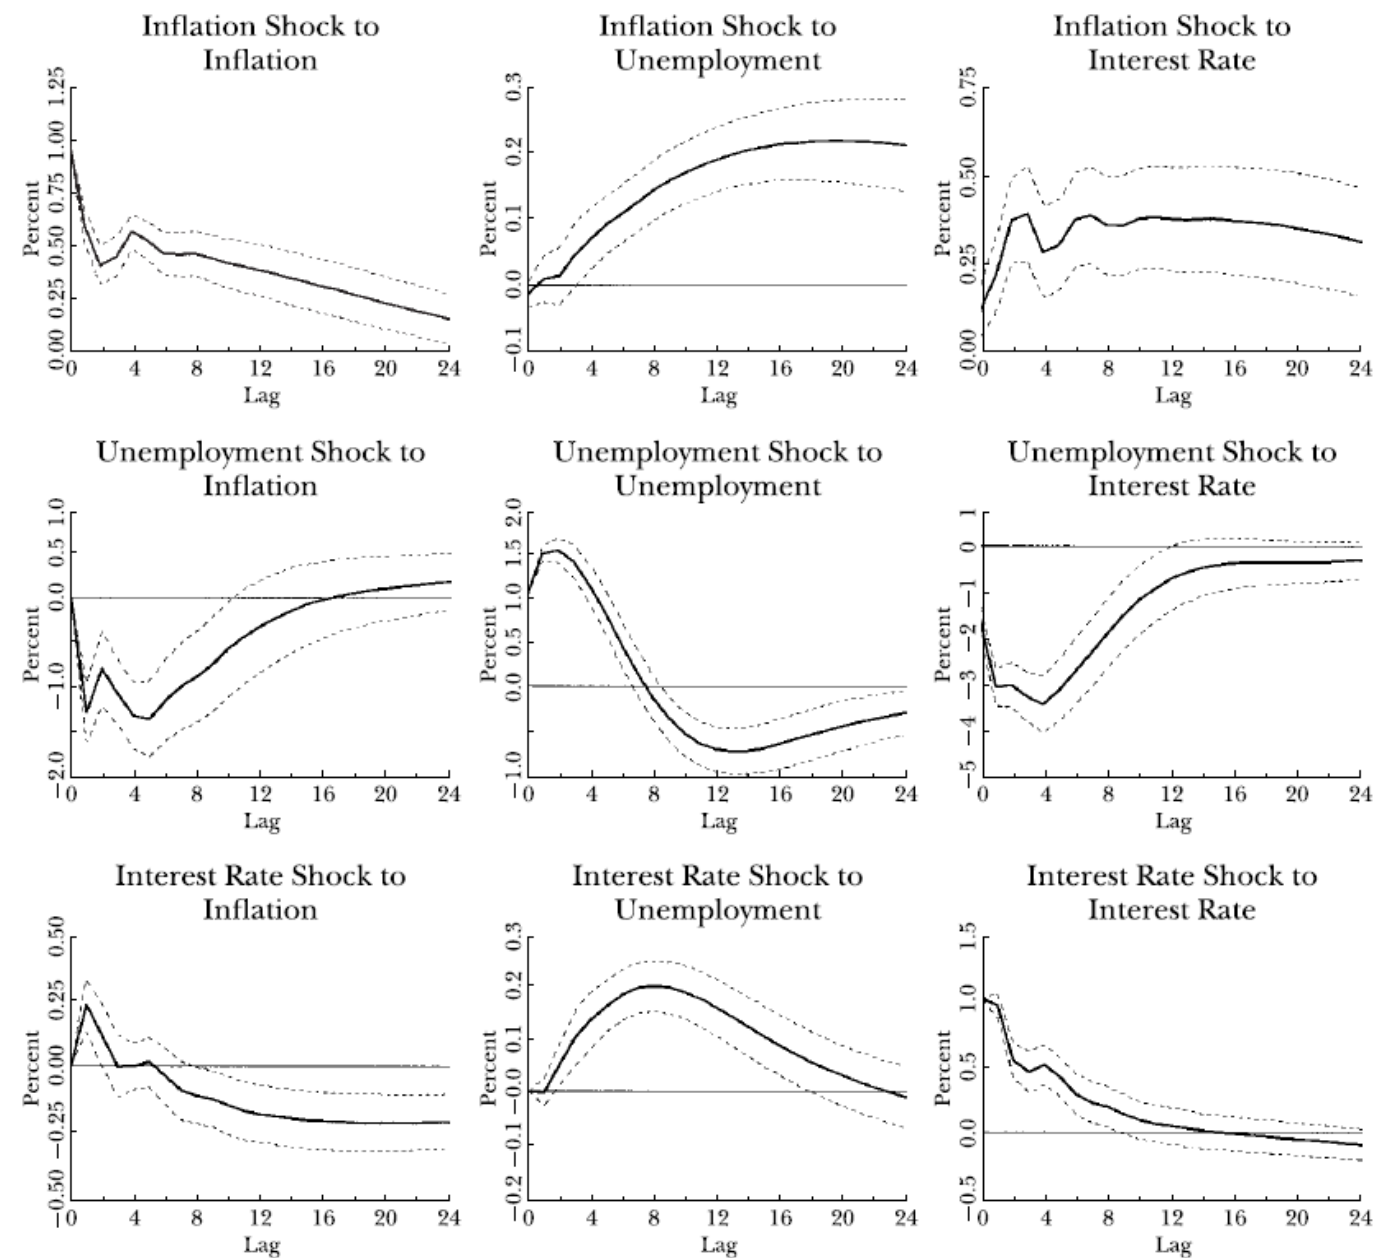 Inflation Shock to
Inflation
Inflation Shock to
Unemployment
Inflation Shock to
Interest Rate
Percent
0.00 0.25 0.50 0.75 1.00 1.25
0 4 8 12 16 20 24
Lag
Percent
−0.1 0.0 0.1 0.2 0.3
0 4 8 12 16 20 24
Lag
Percent
0.00 0.25 0.50 0.75
0 4 8 12 16 20 24
Lag
Unemployment Shock to
Inflation
Unemployment Shock to
Unemployment
Unemployment Shock to
Interest Rate
Percent
−2.0 −1.0 0.0 0.5 1.0
0 4 8 12 16 20 24
Lag
Percent
−1.0 0.0 0.5 1.0 1.5 2.0
0 4 8 12 16 20 24
Lag
Percent
−5 −4 −3 −2 −1 0 1
0 4 8 12 16 20 24
Lag
Interest Rate Shock to
Inflation
Interest Rate Shock to
Unemployment
Interest Rate Shock to
Interest Rate
Percent
−0.50 −0.25 0.00 0.25 0.50
0 4 8 12 16 20 24
Lag
Percent
−0.2 −0.1 −0.0 0.1 0.2 0.3
0 4 8 12 16 20 24
Lag
Percent
−0.5 0.0 0.5 1.0 1.5
0 4 8 12 16 20 24
Lag